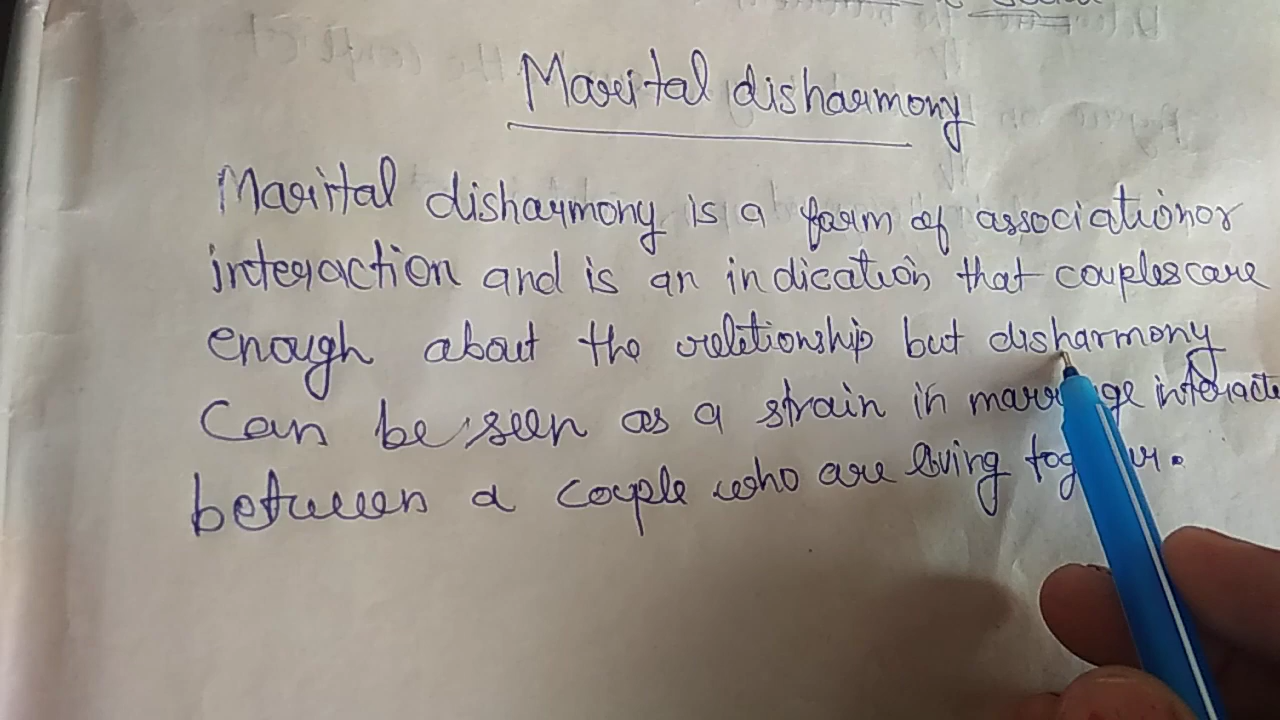 Marital disharmony
Marital disharmony is a form of association or
interaction and is an indication that couples care
enough about the reletionship but disharmony
can be seen as a strain in
between a couple who are living